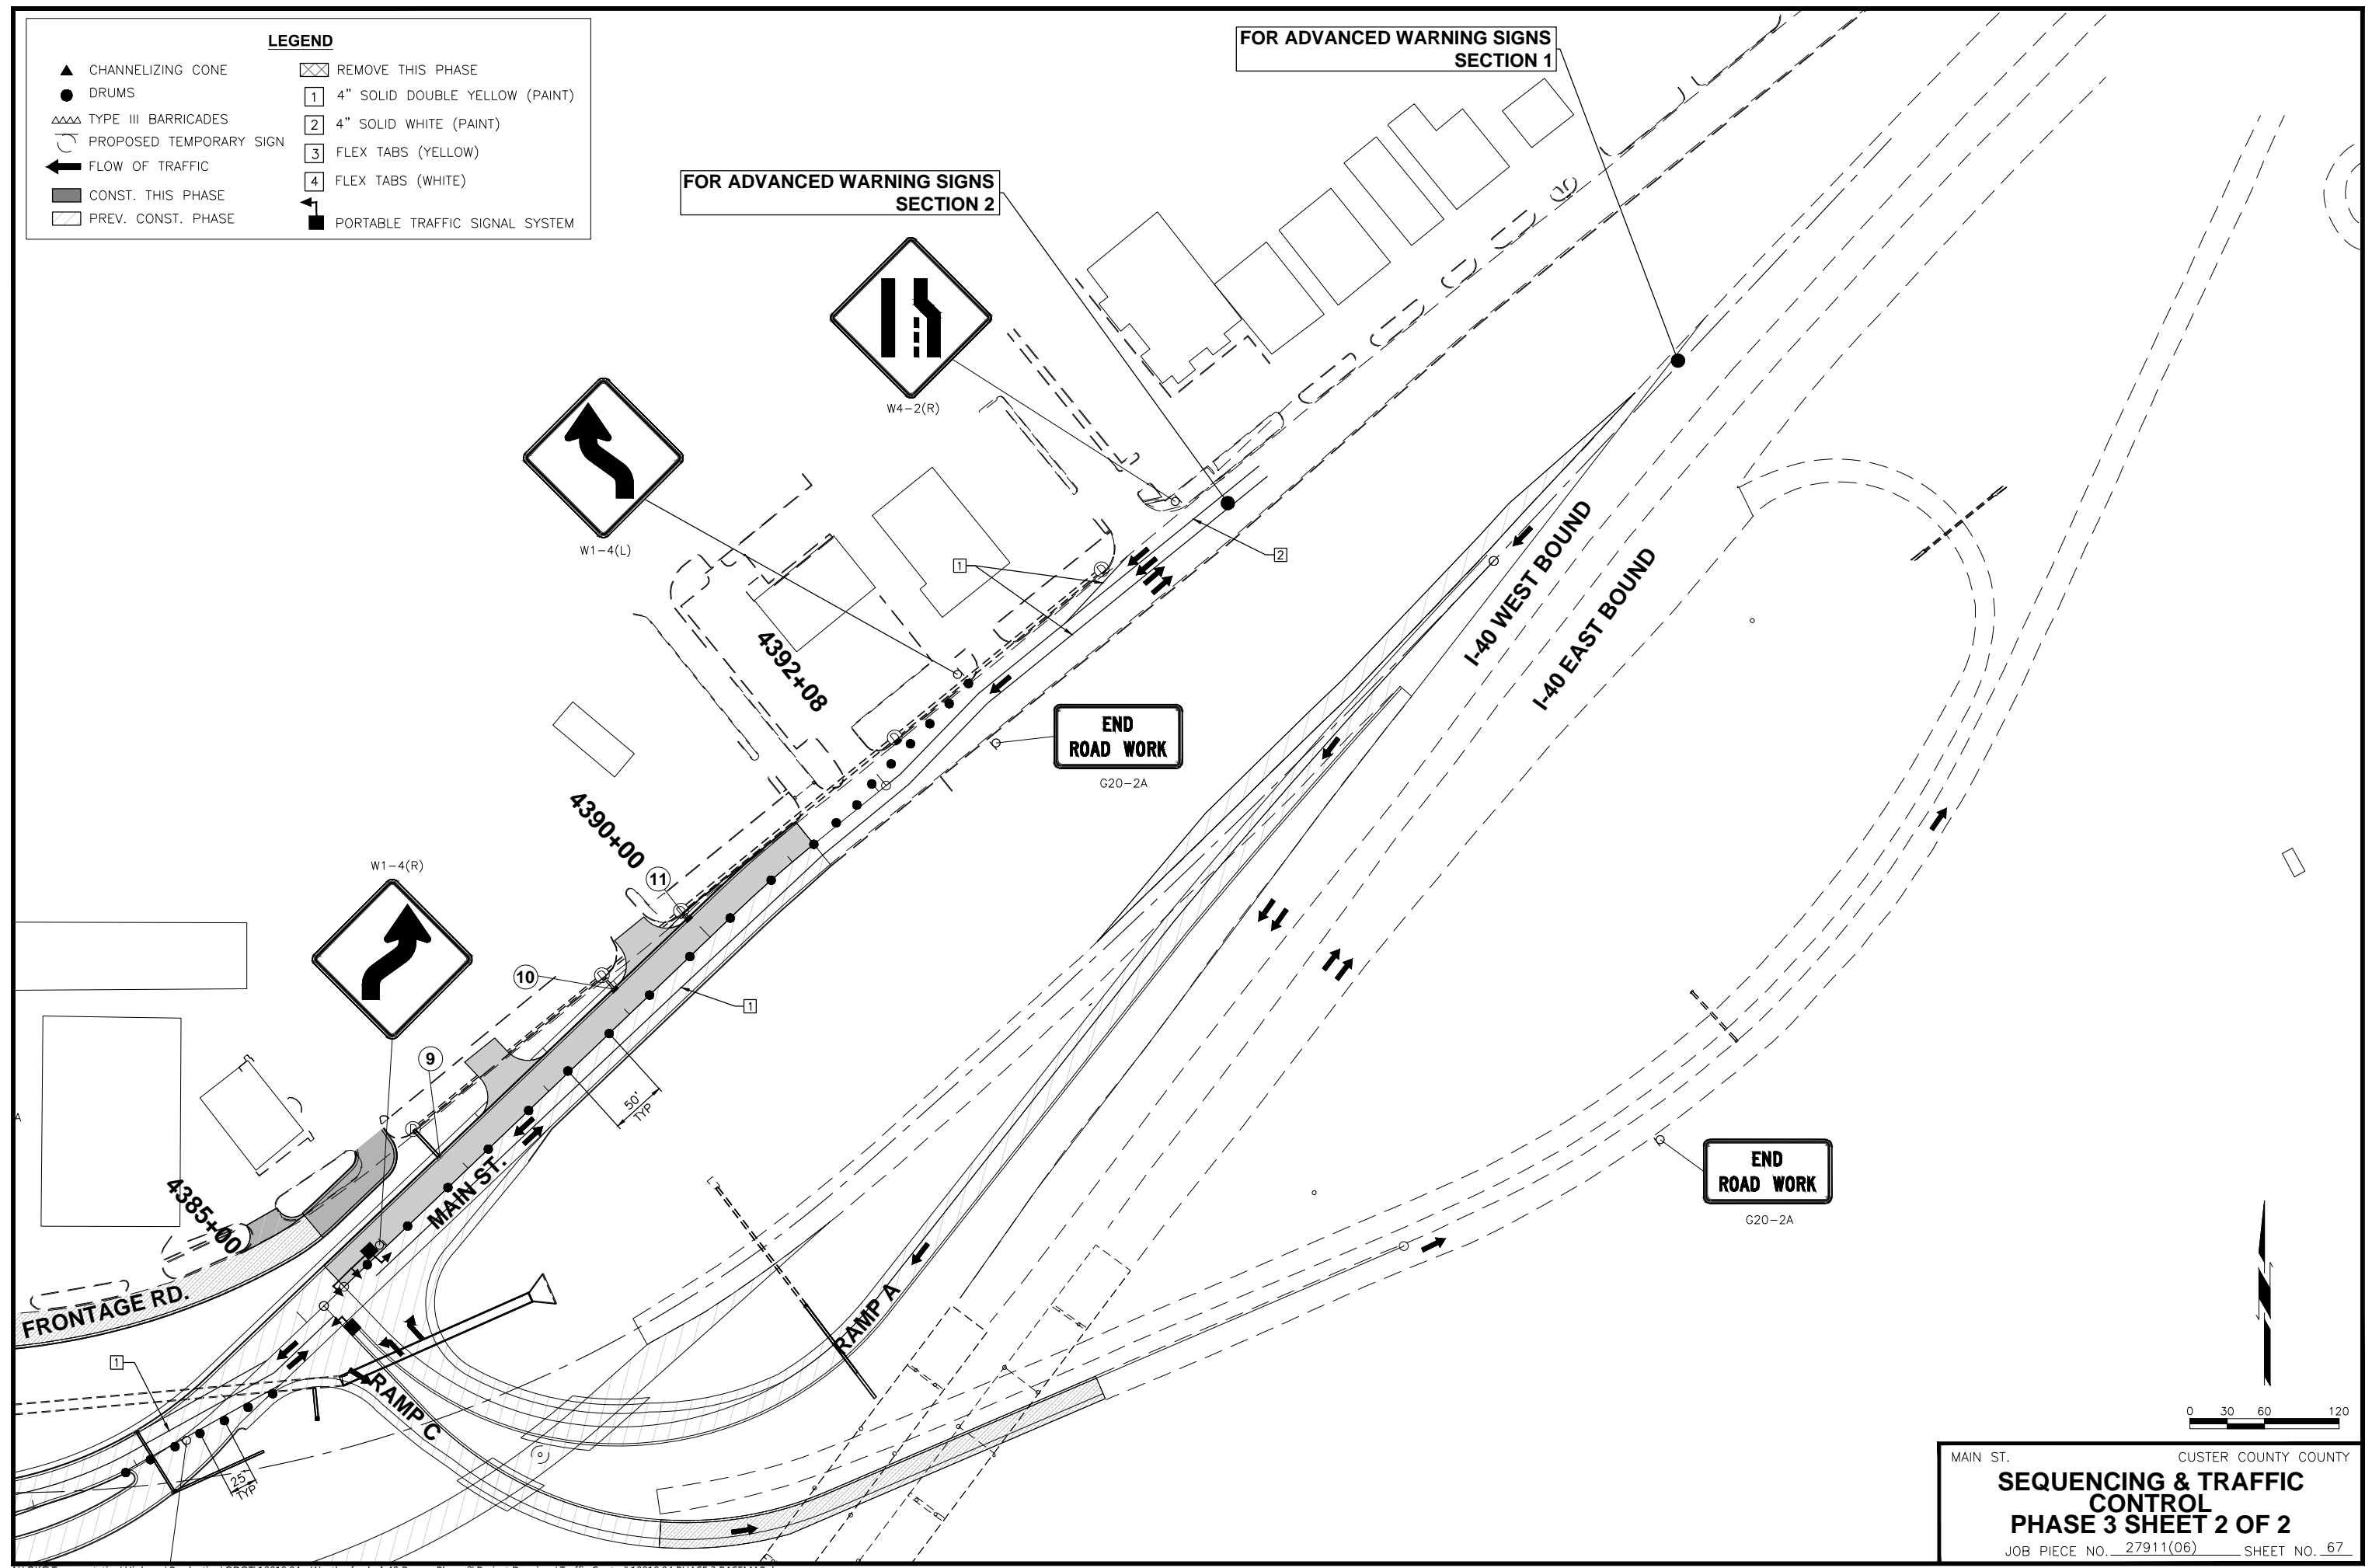 LEGEND
CHANNELIZING CONE
DRUMS
TYPE III BARRICADES
PROPOSED TEMPORARY SIGN
FLOW OF TRAFFIC
CONST. THIS PHASE
PREV. CONST. PHASE
REMOVE THIS PHASE
1 4" SOLID DOUBLE YELLOW (PAINT)
2 4" SOLID WHITE (PAINT)
3 FLEX TABS (YELLOW)
4 FLEX TABS (WHITE)
PORTABLE TRAFFIC SIGNAL SYSTEM
FOR ADVANCED WARNING SIGNS
SECTION 1
FOR ADVANCED WARNING SIGNS
SECTION 2
W4-2(R)
W1-4(L)
1
2
I-40 WEST BOUND
I-40 EAST BOUND
4392+08
END
ROAD WORK
G20-2A
4390+00
W1-4(R)
11
10
1
9
50'
TYP
A
MAIN ST.
4385+00
END
ROAD WORK
G20-2A
FRONTAGE RD.
RAMP A
1
RAMP C
25'
TYP
0 30 60 120
MAIN ST. CUSTER COUNTY COUNTY
SEQUENCING & TRAFFIC
CONTROL
PHASE 3 SHEET 2 OF 2
JOB PIECE NO. 27911(06) SHEET NO. 67